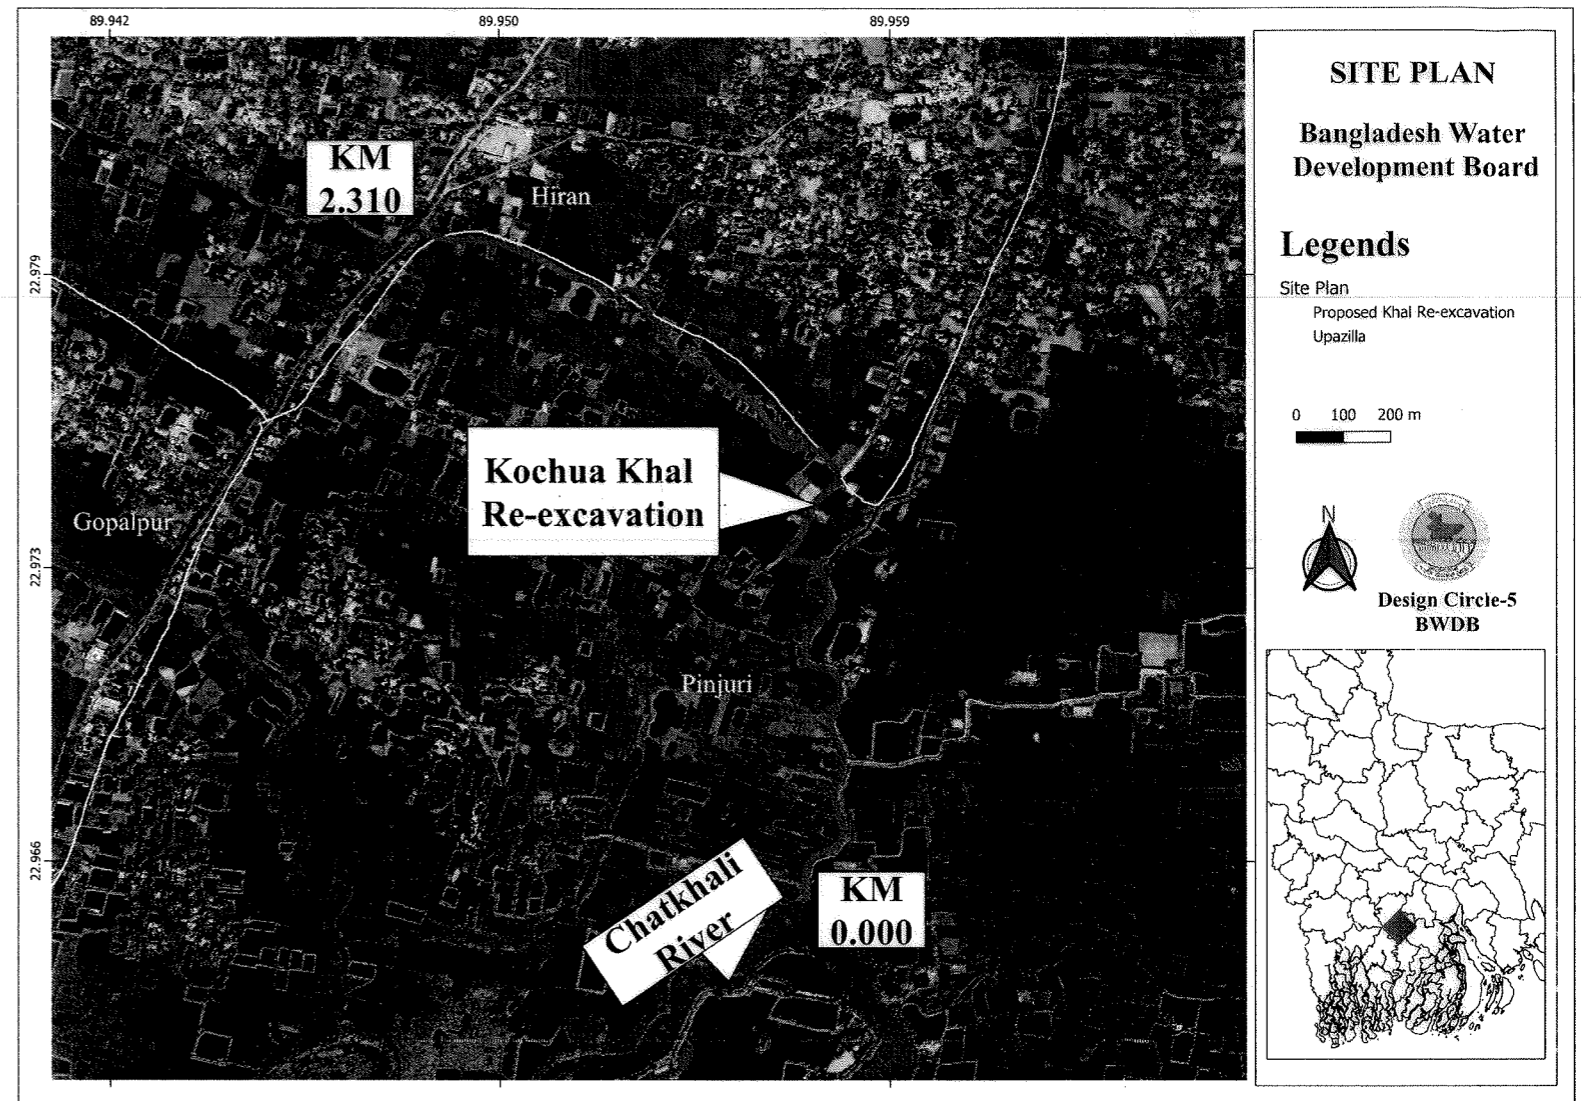 89.942
89.950
89.959
22.979
22.973
22.966
KM
2.310
Hiran
Gopalpur
Kochua Khal
Re-excavation
Pinjuri
Chatkhali
River
KM
0.000
SITE PLAN
Bangladesh Water
Development Board
Legends
Site Plan
Proposed Khal Re-excavation
Upazilla
0 100 200 m
N
Design Circle-5
BWDB